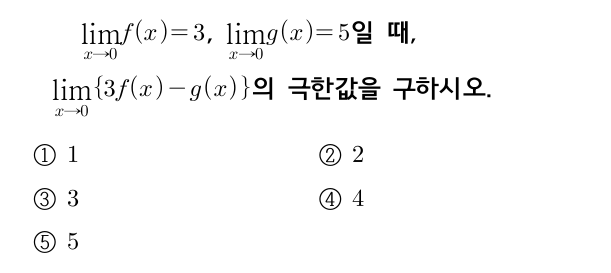 $\lim_{x \to 0} f(x) = 3$, $\lim_{x \to 0} g(x) = 5$일 때,
$\lim_{x \to 0} \{3f(x) - g(x)\}$의 극한값을 구하시오.
① 1 ② 2
③ 3 ④ 4
⑤ 5